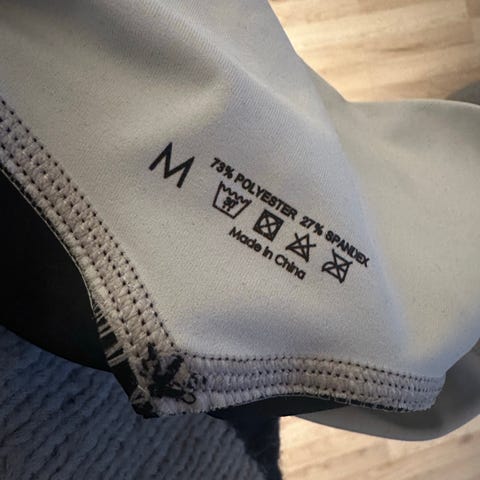 M
73% POLYESTER 27% SPANDEX
Made in China